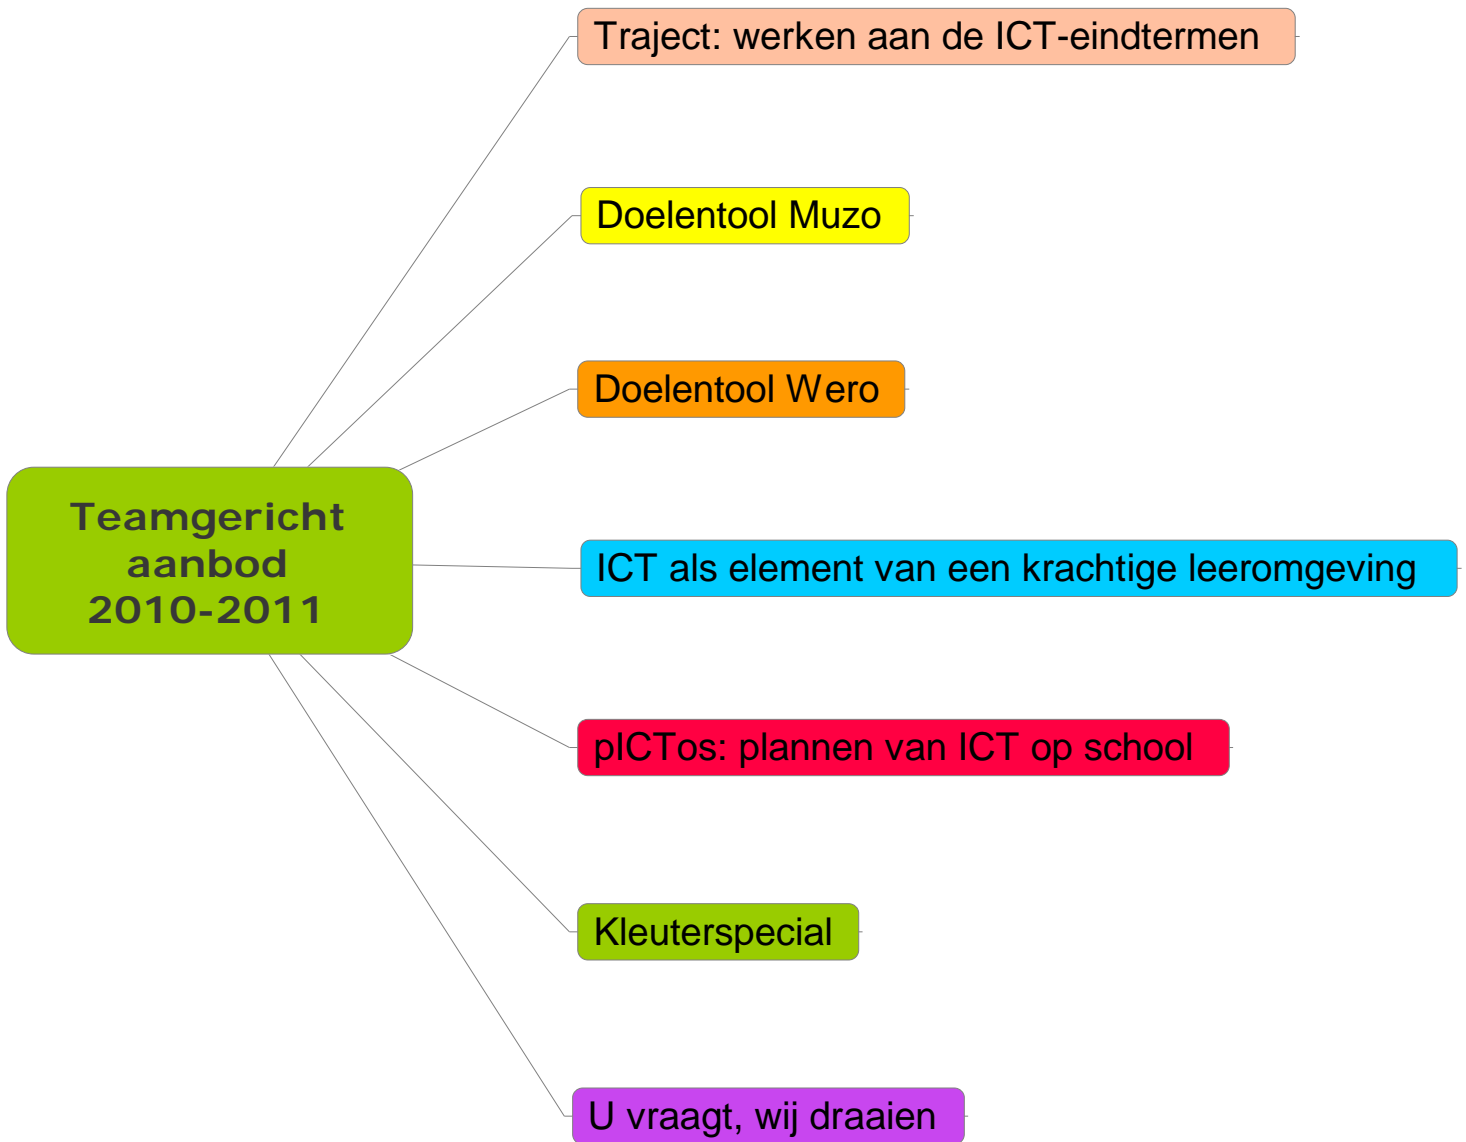 Traject: werken aan de ICT-eindtermen
Doelentool Muzo
Doelentool Wero
Teamgericht
aanbod
2010-2011
ICT als element van een krachtige leeromgeving
pICTos: plannen van ICT op school
Kleuterspecial
U vraagt, wij draaien